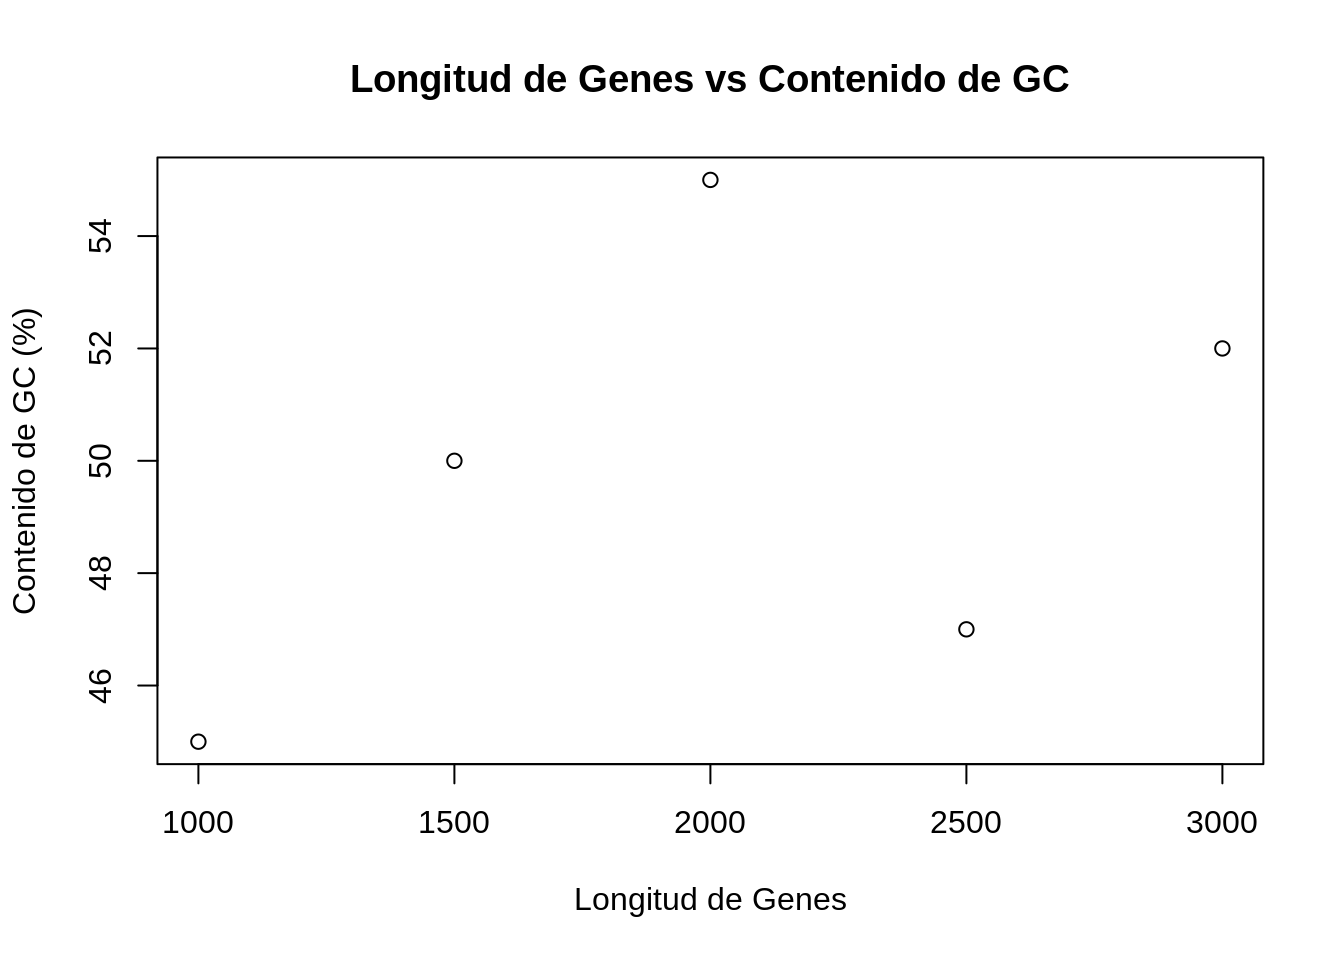 Longitud de Genes vs Contenido de GC
Contenido de GC (%)
54
52
50
48
46
1000 1500 2000 2500 3000
Longitud de Genes